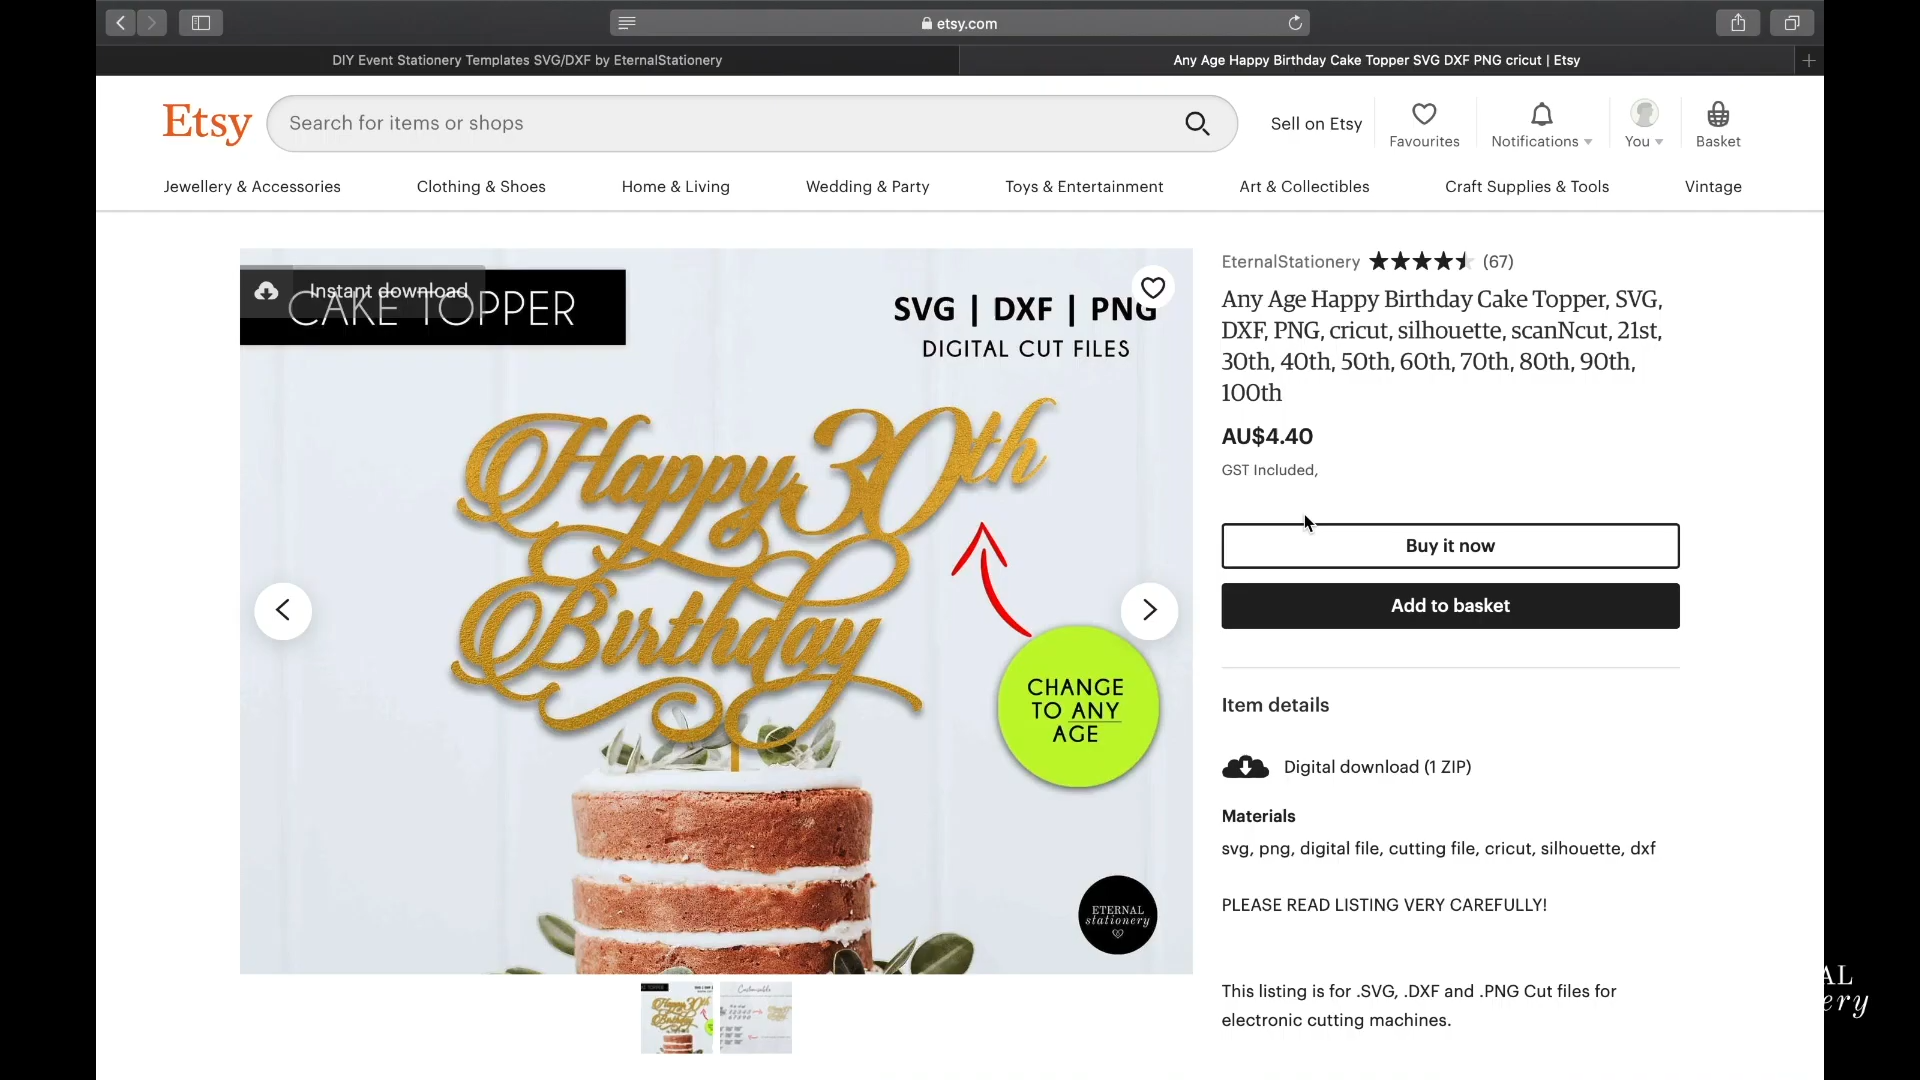 etsy.com
DIY Event Stationery Templates SVG/DXF by EternalStationery
Any Age Happy Birthday Cake Topper SVG DXF PNG cricut | Etsy
Etsy
Search for items or shops
Sell on Etsy
Favourites
Notifications
You
Basket
Jewellery & Accessories
Clothing & Shoes
Home & Living
Wedding & Party
Toys & Entertainment
Art & Collectibles
Craft Supplies & Tools
Vintage
Instant download
CAKE TOPPER
SVG | DXF | PNG
DIGITAL CUT FILES
Happy 30th
Birthday
CHANGE
TO ANY
AGE
ETERNAL
stationery
EternalStationery
(67)
Any Age Happy Birthday Cake Topper, SVG,
DXF, PNG, cricut, silhouette, scanNcut, 21st,
30th, 40th, 50th, 60th, 70th, 80th, 90th,
100th
AU$4.40
GST Included,
Buy it now
Add to basket
Item details
Digital download (1 ZIP)
Materials
svg, png, digital file, cutting file, cricut, silhouette, dxf
PLEASE READ LISTING VERY CAREFULLY!
This listing is for .SVG, .DXF and .PNG Cut files for
electronic cutting machines.
Customisable
Happy 30th
Birthday
AL
ery